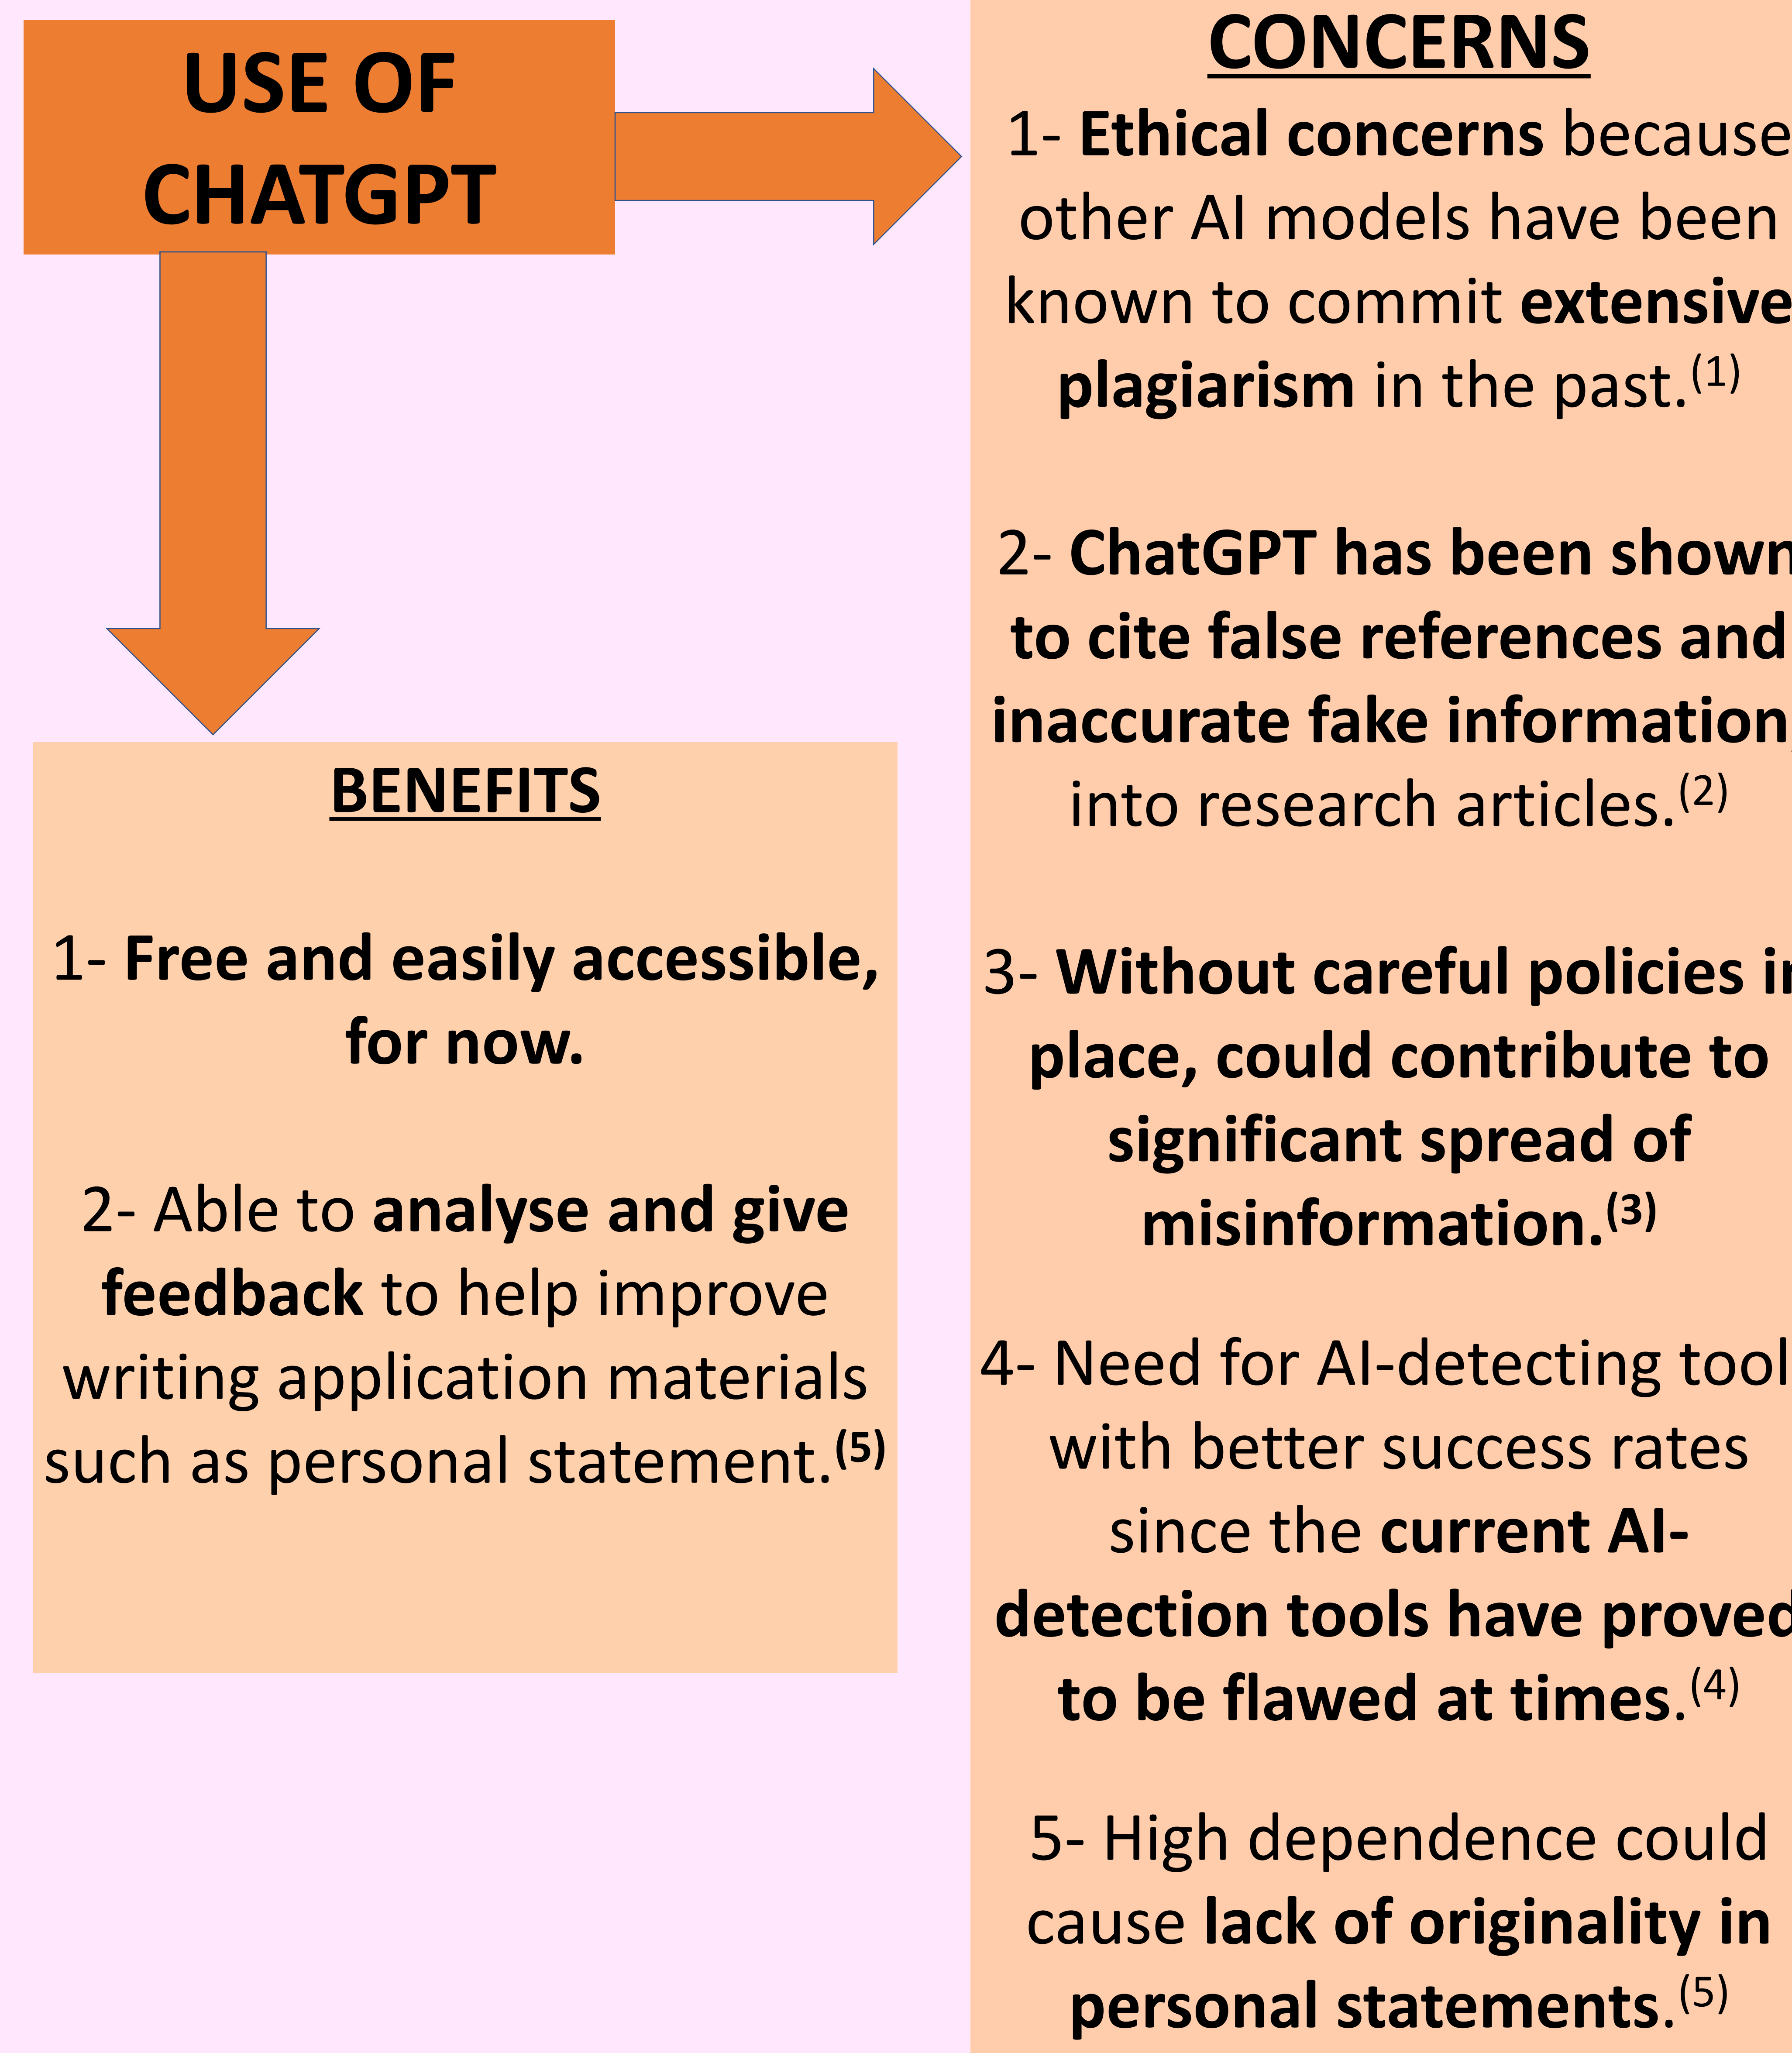 USE OF
CHATGPT
BENEFITS
1- Free and easily accessible,
for now.
2- Able to analyse and give
feedback to help improve
writing application materials
such as personal statement.(5)
CONCERNS
1- Ethical concerns because
other AI models have been
known to commit extensive
plagiarism in the past.(1)
2- ChatGPT has been shown
to cite false references and
inaccurate fake information,
into research articles.(2)
3- Without careful policies in
place, could contribute to
significant spread of
misinformation.(3)
4- Need for AI-detecting tool
with better success rates
since the current AI-
detection tools have proved
to be flawed at times.(4)
5- High dependence could
cause lack of originality in
personal statements.(5)